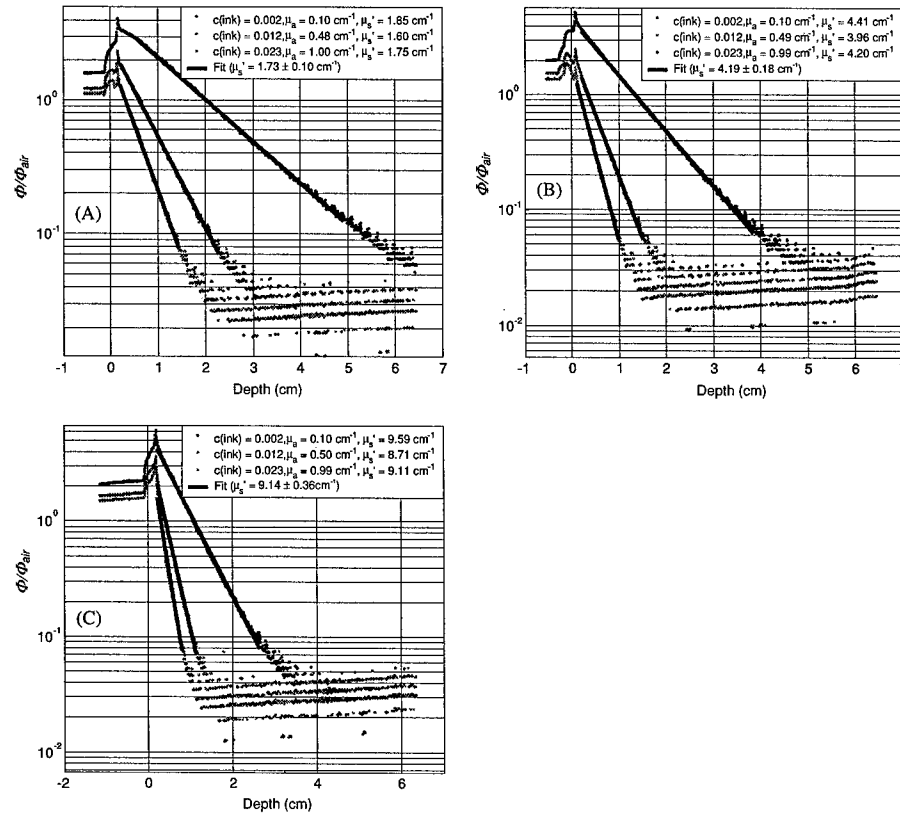 c(ink) = 0.002, μa = 0.10 cm⁻¹, μs' = 1.85 cm⁻¹
c(ink) = 0.012, μa = 0.48 cm⁻¹, μs' = 1.60 cm⁻¹
c(ink) = 0.023, μa = 1.00 cm⁻¹, μs' = 1.75 cm⁻¹
Fit (μs' = 1.73 ± 0.10 cm⁻¹)
10⁰
Φ/Φair
(A)
10⁻¹
-1 0 1 2 3 4 5 6 7
Depth (cm)
c(ink) = 0.002, μa = 0.10 cm⁻¹, μs' = 4.41 cm⁻¹
c(ink) = 0.012, μa = 0.49 cm⁻¹, μs' = 3.96 cm⁻¹
c(ink) = 0.023, μa = 0.99 cm⁻¹, μs' = 4.20 cm⁻¹
Fit (μs' = 4.19 ± 0.18 cm⁻¹)
10⁰
Φ/Φair
10⁻¹
(B)
10⁻²
-1 0 1 2 3 4 5 6 7
Depth (cm)
c(ink) = 0.002, μa = 0.10 cm⁻¹, μs' = 9.59 cm⁻¹
c(ink) = 0.012, μa = 0.50 cm⁻¹, μs' = 8.71 cm⁻¹
c(ink) = 0.023, μa = 0.99 cm⁻¹, μs' = 9.11 cm⁻¹
Fit (μs' = 9.14 ± 0.36cm⁻¹)
10⁰
Φ/Φair
(C)
10⁻¹
10⁻²
-2 0 2 4 6
Depth (cm)